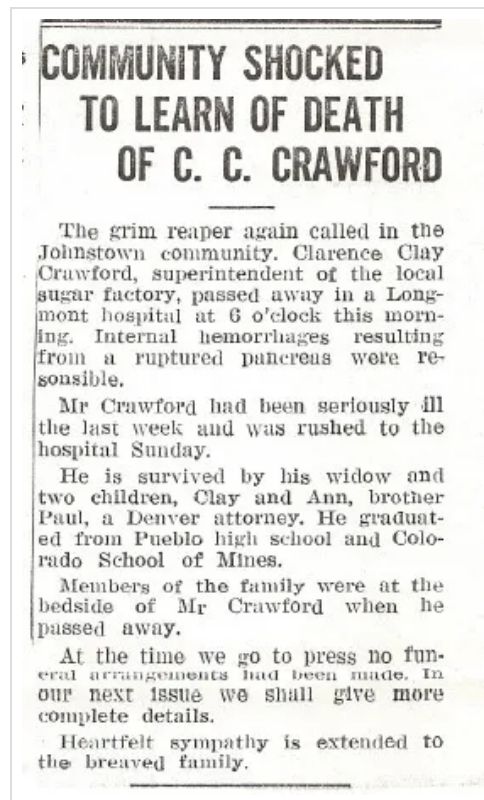 COMMUNITY SHOCKED
TO LEARN OF DEATH
OF C. C. CRAWFORD
The grim reaper again called in the
Johnstown community. Clarence Clay
Crawford, superintendent of the local
sugar factory, passed away in a Long-
mont hospital at 6 o'clock this morn-
ing. Internal hemorrhages resulting
from a ruptured pancreas were re-
sonsible.
Mr Crawford had been seriously ill
the last week and was rushed to the
hospital Sunday.
He is survived by his widow and
two children, Clay and Ann, brother
Paul, a Denver attorney. He graduat-
ed from Pueblo high school and Colo-
rado School of Mines.
Members of the family were at the
bedside of Mr Crawford when he
passed away.
At the time we go to press no fun-
eral arrangements had been made. In
our next issue we shall give more
complete details.
Heartfelt sympathy is extended to
the breaved family.